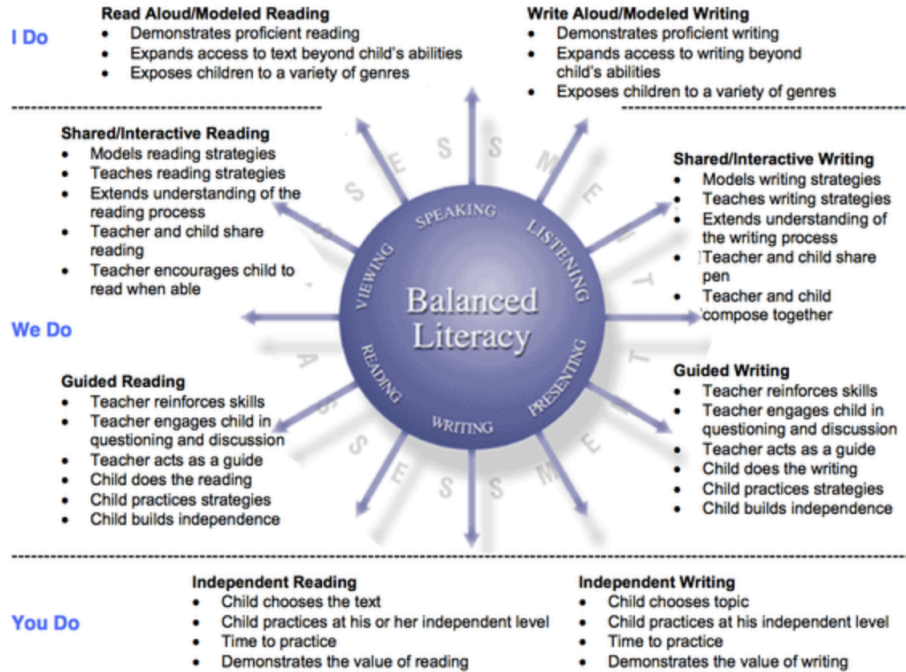 Read Aloud/Modeled Reading
• Demonstrates proficient reading
• Expands access to text beyond child's abilities
• Exposes children to a variety of genres
Write Aloud/Modeled Writing
• Demonstrates proficient writing
• Expands access to writing beyond
child's abilities
• Exposes children to a variety of genres
I Do
Shared/Interactive Reading
• Models reading strategies
• Teaches reading strategies
• Extends understanding of the
reading process
• Teacher and child share
reading
• Teacher encourages child to
read when able
Shared/Interactive Writing
• Models writing strategies
• Teaches writing strategies
• Extends understanding of
the writing process
• Teacher and child share
pen
• Teacher and child
compose together
ASSESSMENT
VIEWING
SPEAKING
LISTENING
Balanced
Literacy
READING
WRITING
PRESENTING
ASSESSMENT
We Do
Guided Reading
• Teacher reinforces skills
• Teacher engages child in
questioning and discussion
• Teacher acts as a guide
• Child does the reading
• Child practices strategies
• Child builds independence
Guided Writing
• Teacher reinforces skills
• Teacher engages child in
questioning and discussion
• Teacher acts as a guide
• Child does the writing
• Child practices strategies
• Child builds independence
You Do
Independent Reading
• Child chooses the text
• Child practices at his or her independent level
• Time to practice
• Demonstrates the value of reading
Independent Writing
• Child chooses topic
• Child practices at his independent level
• Time to practice
• Demonstrates the value of writing